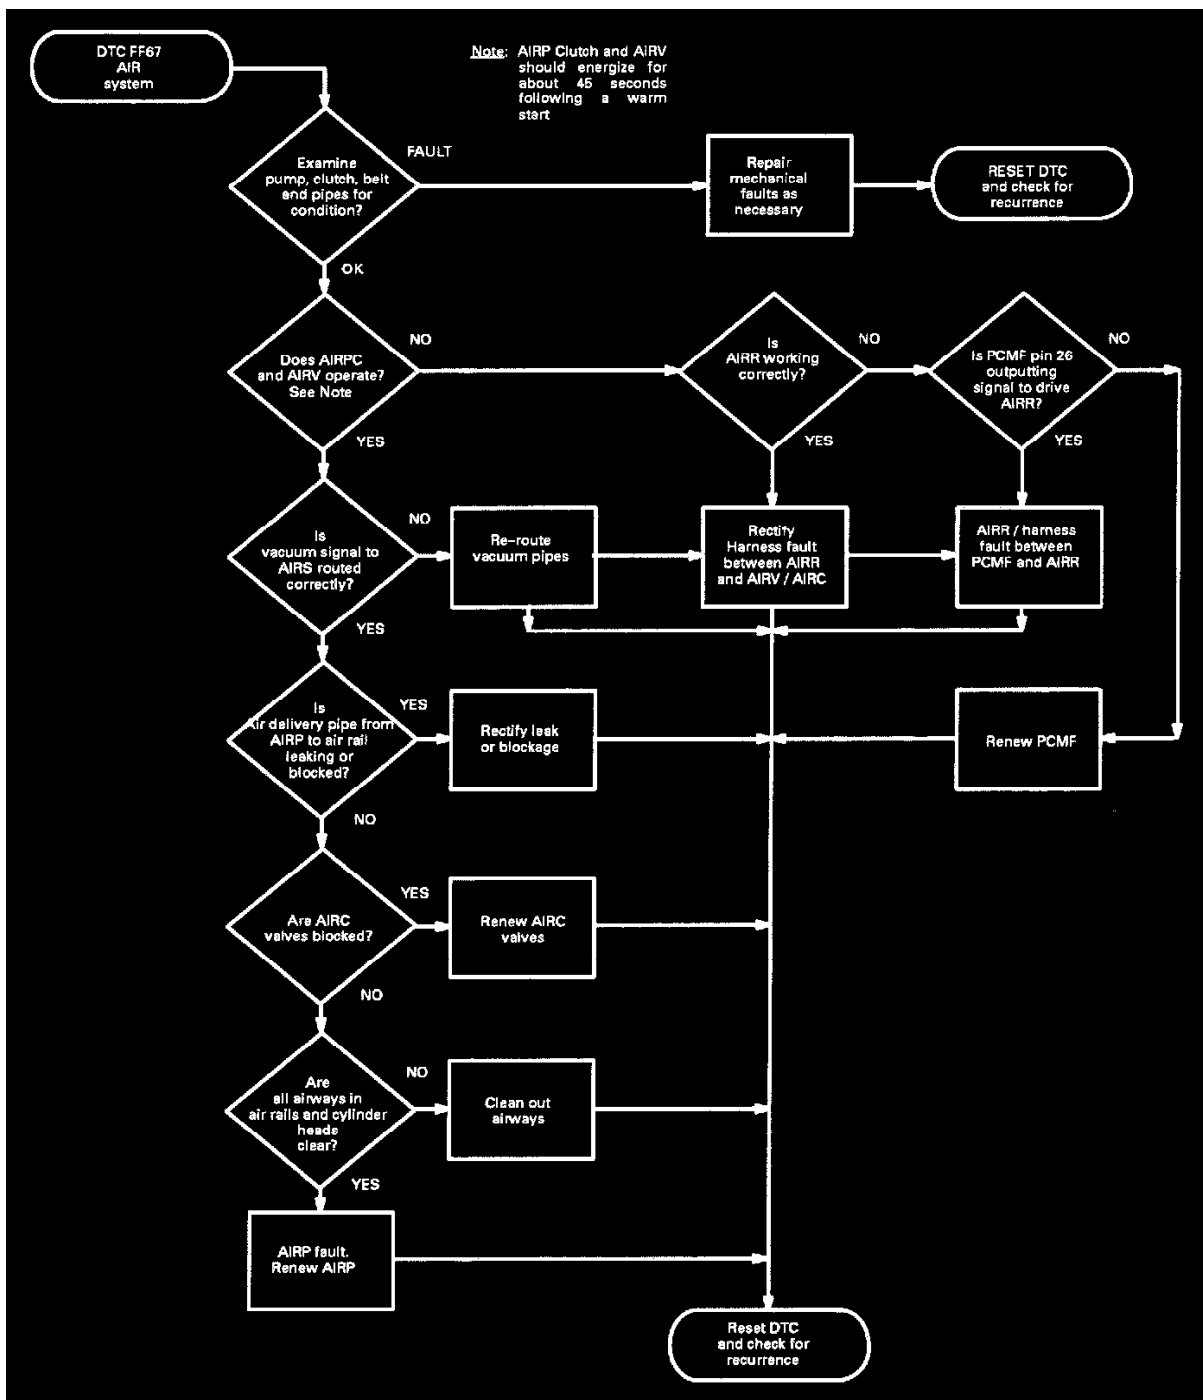 DTC FF67
AIR
system
Note: AIRP Clutch and AIRV
should energize for
about 45 seconds
following a warm
start
Examine
pump, clutch, belt
and pipes for
condition?
FAULT
Repair
mechanical
faults as
necessary
RESET DTC
and check for
recurrence
OK
Does AIRPC
and AIRV operate?
See Note
NO
Is
AIRR working
correctly?
NO
Is PCMF pin 26
outputting
signal to drive
AIRR?
NO
YES
YES
YES
Is
vacuum signal to
AIRS routed
correctly?
NO
Re-route
vacuum pipes
Rectify
Harness fault
between AIRR
and AIRV / AIRC
AIRR / harness
fault between
PCMF and AIRR
YES
Is
Air delivery pipe from
AIRP to air rail
leaking or
blocked?
YES
Rectify leak
or blockage
Renew PCMF
NO
Are AIRC
valves blocked?
YES
Renew AIRC
valves
NO
Are
all airways in
air rails and cylinder
heads
clear?
NO
Clean out
airways
YES
AIRP fault.
Renew AIRP
Reset DTC
and check for
recurrence